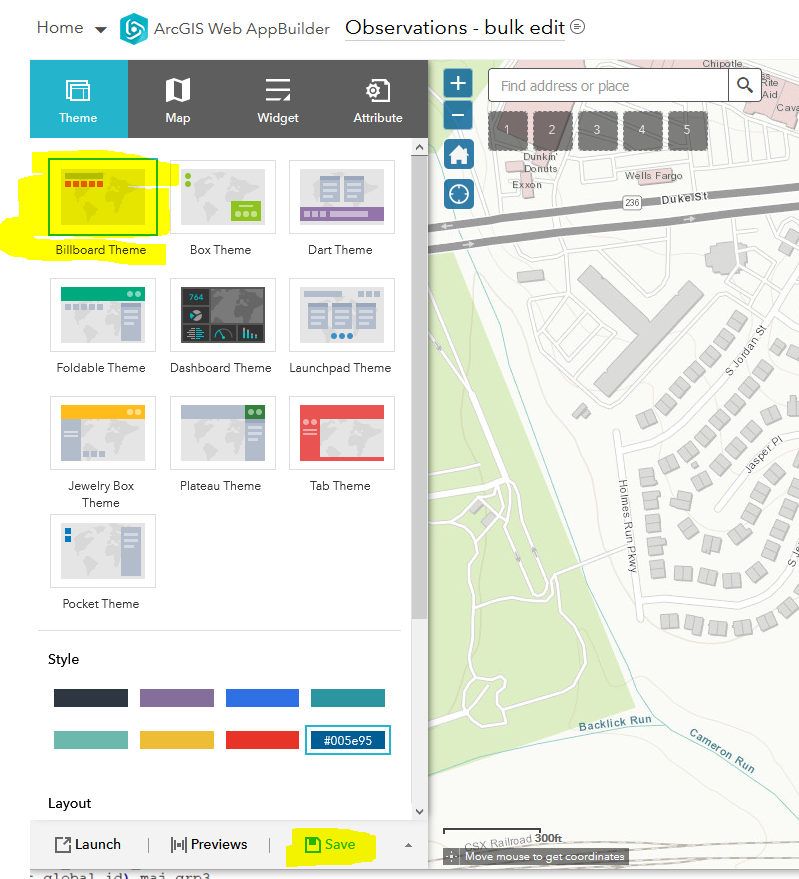 Home ArcGIS Web AppBuilder Observations - bulk edit
Theme Map Widget Attribute
Billboard Theme Box Theme Dart Theme
Foldable Theme 764 Dashboard Theme Launchpad Theme
Jewelry Box
Theme Plateau Theme Tab Theme
Pocket Theme
Style
#005e95
Layout
Launch | Previews | Save
global id) maj grp3
+
−
Find address or place
1 2 3 4 5
Chipotle
Rite
Aid
Cava
Dunkin'
Donuts
Exxon
Wells Fargo
236 Duke St
S Jordan St
Jasper Pl
Holmes Run Pkwy
Backlick Run
Cameron Run
CSX Railroad
300ft
Move mouse to get coordinates